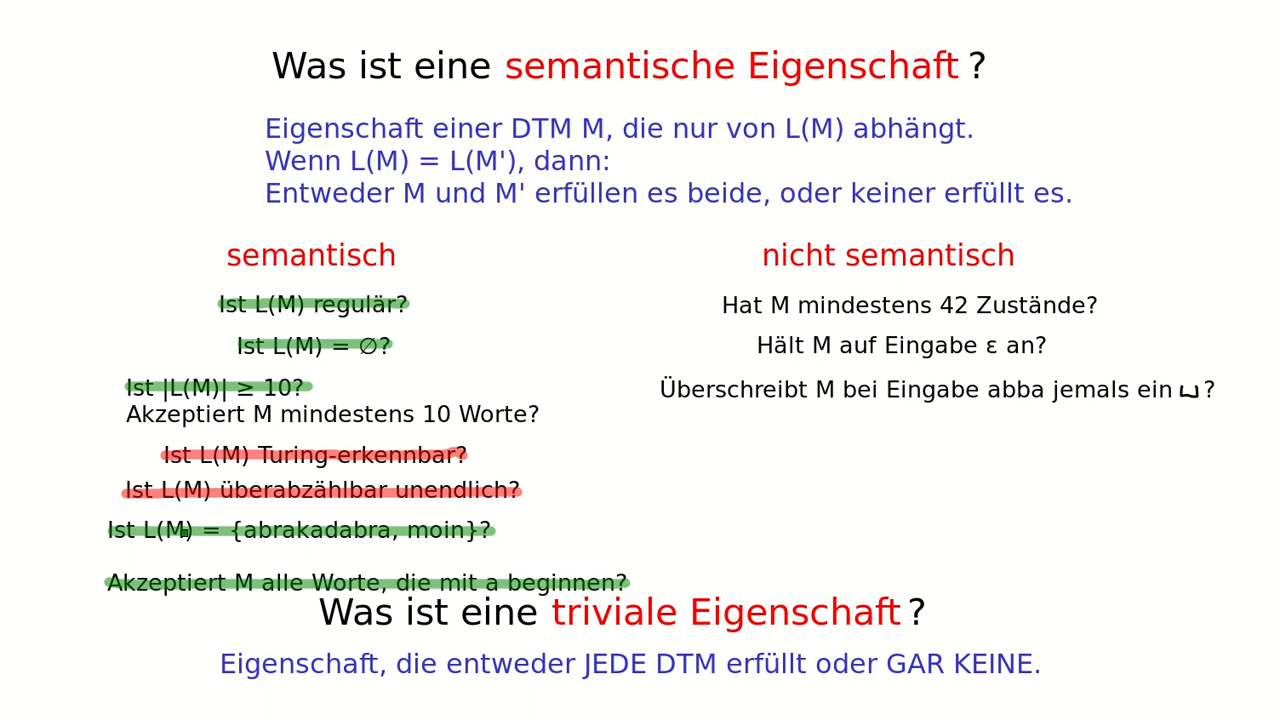 Was ist eine semantische Eigenschaft ?
Eigenschaft einer DTM M, die nur von L(M) abhängt.
Wenn L(M) = L(M'), dann:
Entweder M und M' erfüllen es beide, oder keiner erfüllt es.
semantisch
Ist L(M) regulär?
Ist L(M) = ∅?
Ist |L(M)| ≥ 10?
Akzeptiert M mindestens 10 Worte?
Ist L(M) Turing-erkennbar?
Ist L(M) überabzählbar unendlich?
Ist L(M) = {abrakadabra, moin}?
Akzeptiert M alle Worte, die mit a beginnen?
nicht semantisch
Hat M mindestens 42 Zustände?
Hält M auf Eingabe ε an?
Überschreibt M bei Eingabe abba jemals ein ⊔ ?
Was ist eine triviale Eigenschaft ?
Eigenschaft, die entweder JEDE DTM erfüllt oder GAR KEINE.